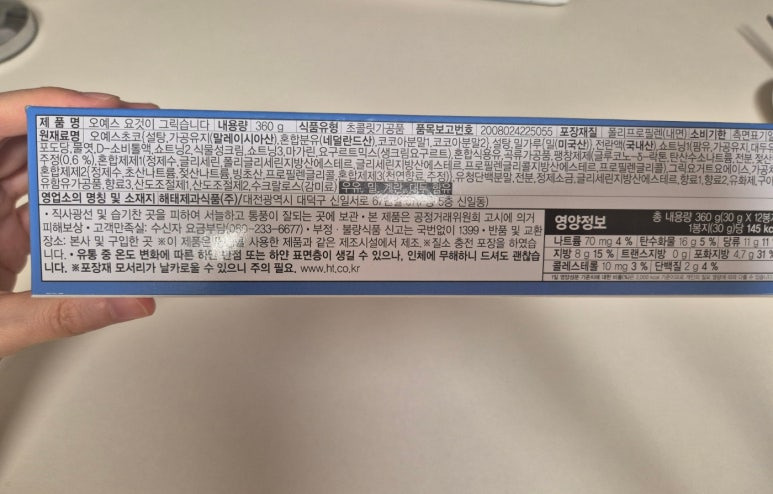 제 품 명 오예스 요것이 그릭습니다 내용량 360 g 식품유형 초콜릿가공품 품목보고번호 2008024225055 포장재질 폴리프로필렌(내면) 소비기한 측면표기
원재료명 오예스초코{설탕, 가공유지(말레이시아산), 혼합분유(네덜란드산), 코코아분말1, 코코아분말2}, 설탕, 밀가루(밀(미국산)), 전란액(국내산), 쇼트닝1(팜유, 가공유지,
포도당, 물엿, D-소비톨액, 쇼트닝2, 식물성크림, 쇼트닝3, 마가린, 요구르트믹스(생크림요구르트), 혼합식용유, 곡류가공품, 팽창제(글루코노-δ-락톤, 탄산수소나트륨, 전분,
주정(0.6 %), 혼합제제1(정제수, 글리세린, 폴리글리세린지방산에스테르, 글리세린지방산에스테르, 프로필렌글리콜지방산에스테르, 프로필렌글리콜), 그릭요거트요에이스,
혼합제제2(정제수, 초산나트륨, 젖산나트륨, 빙초산, 프로필렌글리콜, 혼합제제3(천연향료, 주정)), 유청단백분말, 전분, 정제소금, 글리세린지방산에스테르, 향료1, 향료2, 유화제,
유함유가공품, 향료3, 산도조절제1, 산도조절제2, 수크랄로스(감미료) 우유, 밀, 계란, 대두 함유
영업소의 명칭 및 소재지 해태제과식품(주)/대전광역시 대덕구 신일서로 신일동)
• 직사광선 및 습기찬 곳을 피하여 서늘하고 통풍이 잘되는 곳에 보관 • 본 제품은 공정거래위원회 고시에 의거
피해보상 • 고객만족실: 수신자 요금부담(080-233-6677) • 부정 · 불량식품 신고는 국번없이 1399 • 반품 및 교환
장소: 본사 및 구입한 곳 ※이 제품은 사용한 제품과 같은 제조시설에서 제조. ※질소 충전 포장을 하였습
니다. • 유통 중 온도 변화에 따른 하얀 반점 또는 하얀 표면층이 생길 수 있으나, 인체에 무해하니 드셔도 괜찮습
니다. ※포장재 모서리가 날카로울 수 있으니 주의 필요. www.ht.co.kr
영양정보 총 내용량 360 g(30 g X 12봉지)
1봉지(30 g)당 145 kcal
나트륨 70 mg 4 % 탄수화물 16 g 5 % 당류 11 g 11
지방 8 g 15 % 트랜스지방 0 g 포화지방 4.7 g 31 %
콜레스테롤 10 mg 3 % 단백질 2 g 4 %